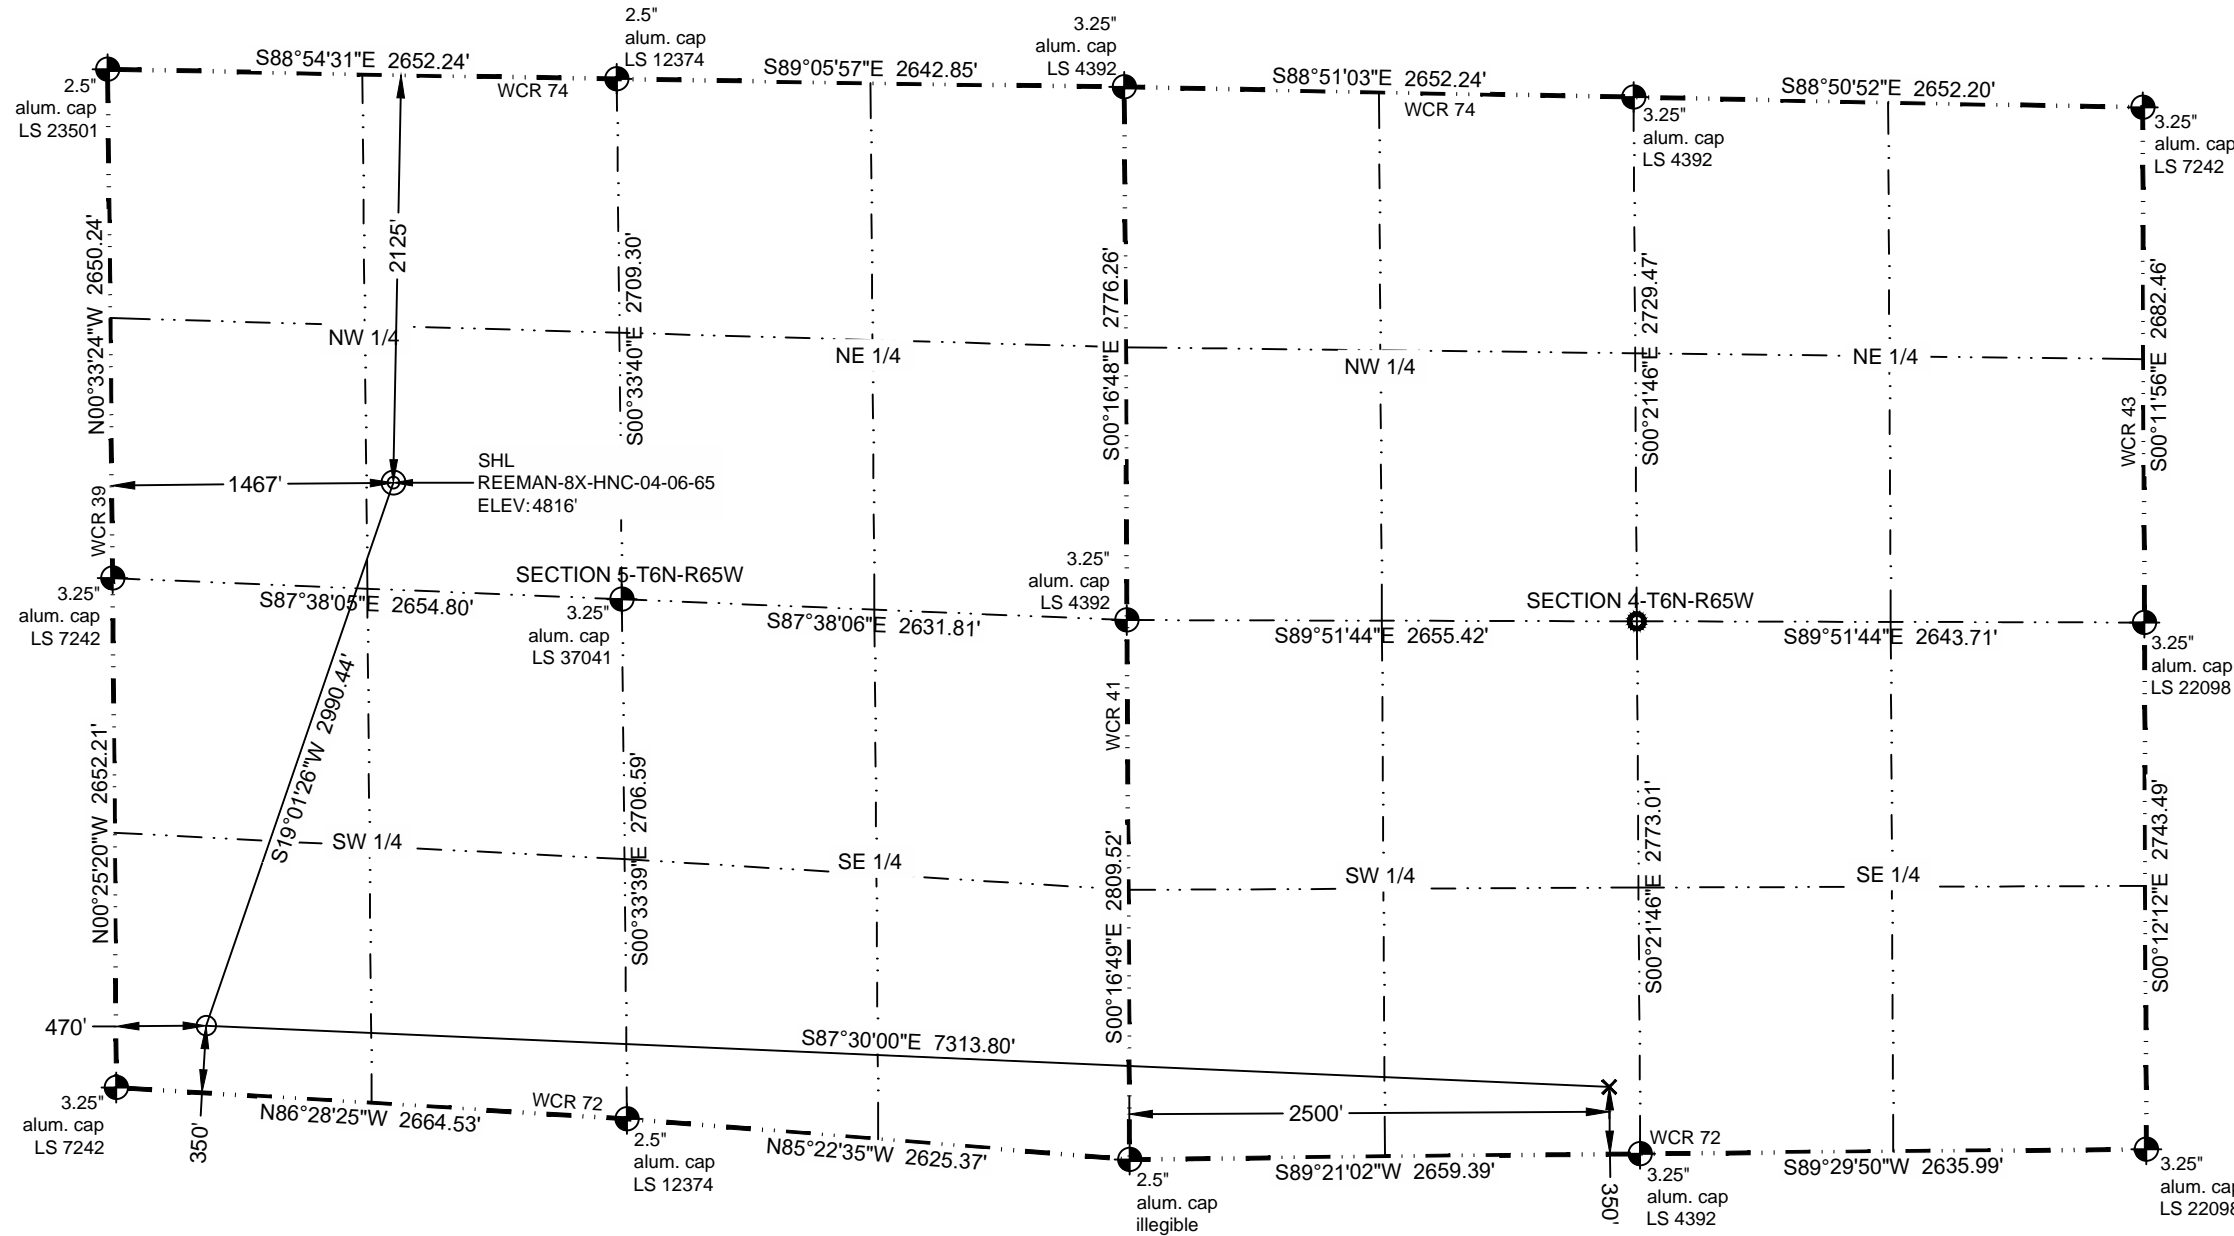 2.5"
alum. cap
LS 23501
S88°54'31"E 2652.24'
WCR 74
2.5"
alum. cap
LS 12374
S89°05'57"E 2642.85'
3.25"
alum. cap
LS 4392
S88°51'03"E 2652.24'
WCR 74
3.25"
alum. cap
LS 4392
S88°50'52"E 2652.20'
3.25"
alum. cap
LS 7242
N00°33'24"W 2650.24'
2125'
S00°33'40"E 2709.30'
S00°16'48"E 2776.26'
S00°21'46"E 2729.47'
S00°11'56"E 2682.46'
WCR 43
NW 1/4
NE 1/4
NW 1/4
NE 1/4
1467'
SHL
REEMAN-8X-HNC-04-06-65
ELEV:4816'
WCR 39
3.25"
alum. cap
LS 7242
S87°38'05"E 2654.80'
SECTION 5-T6N-R65W
3.25"
alum. cap
LS 37041
S87°38'06"E 2631.81'
3.25"
alum. cap
LS 4392
S89°51'44"E 2655.42'
SECTION 4-T6N-R65W
S89°51'44"E 2643.71'
3.25"
alum. cap
LS 22098
N00°25'20"W 2652.21'
S19°01'26"W 2990.44'
S00°33'39"E 2706.59'
WCR 41
S00°16'49"E 2809.52'
S00°21'46"E 2773.01'
S00°12'12"E 2743.49'
SW 1/4
SE 1/4
SW 1/4
SE 1/4
470'
S87°30'00"E 7313.80'
2500'
350'
3.25"
alum. cap
LS 7242
N86°28'25"W 2664.53'
WCR 72
2.5"
alum. cap
LS 12374
N85°22'35"W 2625.37'
2.5"
alum. cap
illegible
S89°21'02"W 2659.39'
350'
WCR 72
3.25"
alum. cap
LS 4392
S89°29'50"W 2635.99'
3.25"
alum. cap
LS 22098